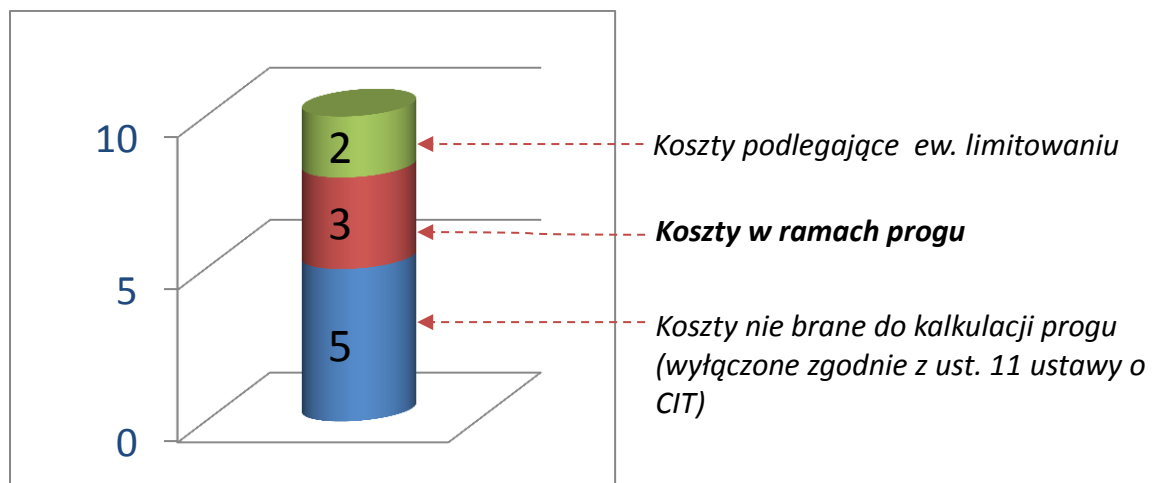 10
5
0
2
3
5
Koszty podlegające  ew. limitowaniu
Koszty w ramach progu
Koszty nie brane do kalkulacji progu
(wyłączone zgodnie z ust. 11 ustawy o
CIT)